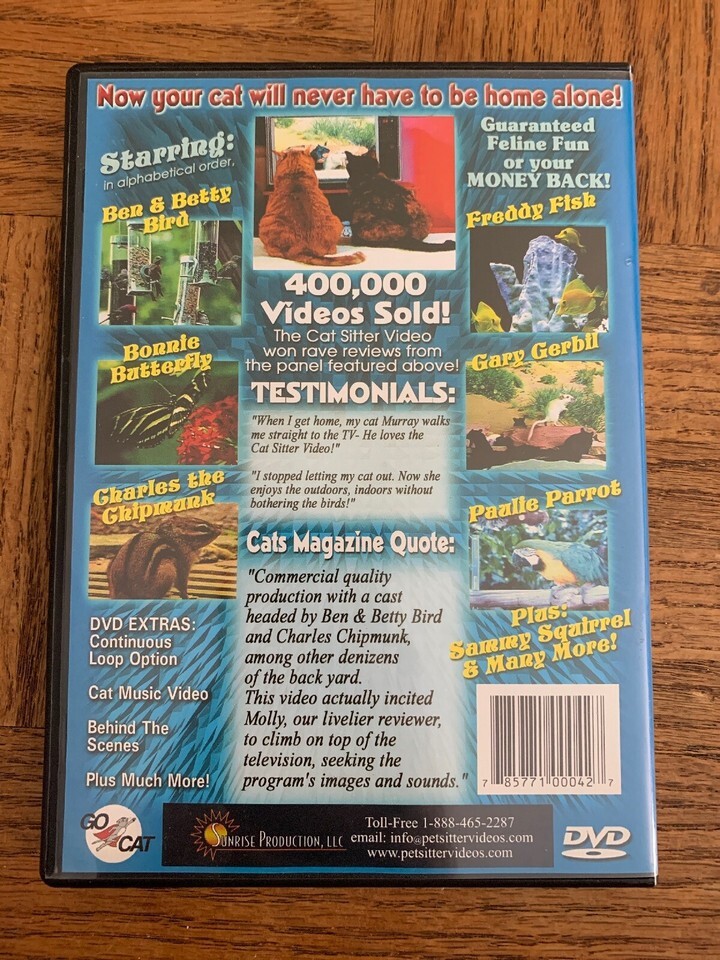 Now your cat will never have to be home alone!
Starring:
in alphabetical order,
Ben & Betty
Bird
Bonnie
Butterfly
Charles the
Chipmunk
DVD EXTRAS:
Continuous
Loop Option
Cat Music Video
Behind The
Scenes
Plus Much More!
400,000
Videos Sold!
The Cat Sitter Video
won rave reviews from
the panel featured above!
TESTIMONIALS:
"When I get home, my cat Murray walks
me straight to the TV- He loves the
Cat Sitter Video!"
"I stopped letting my cat out. Now she
enjoys the outdoors, indoors without
bothering the birds!"
Cats Magazine Quote:
"Commercial quality
production with a cast
headed by Ben & Betty Bird
and Charles Chipmunk,
among other denizens
of the back yard.
This video actually incited
Molly, our livelier reviewer,
to climb on top of the
television, seeking the
program's images and sounds."
Guaranteed
Feline Fun
or your
MONEY BACK!
Freddy Fish
Gary Gerbil
Paulie Parrot
Plus:
Sammy Squirrel
& Many More!
7 85771 00042 7
GO
CAT
SUNRISE PRODUCTION, LLC
Toll-Free 1-888-465-2287
email: info@petsittervideos.com
www.petsittervideos.com
DVD